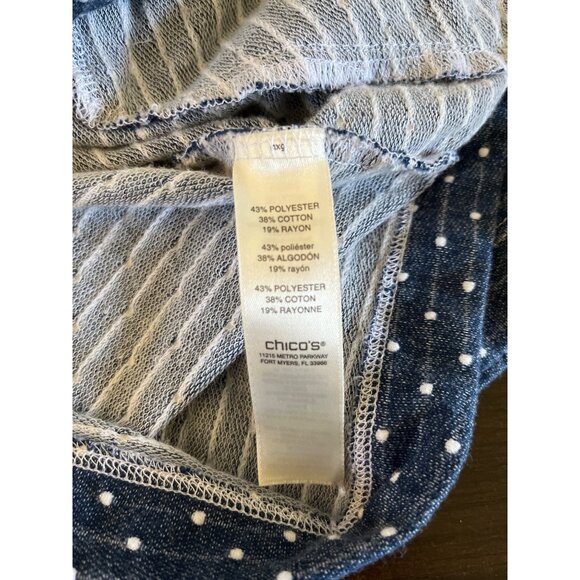 43% POLYESTER
38% COTTON
19% RAYON
43% poliéster
38% ALGODÓN
19% rayón
43% POLYESTER
38% COTON
19% RAYONNE
chico's®
11215 METRO PARKWAY
FORT MYERS, FL 33966